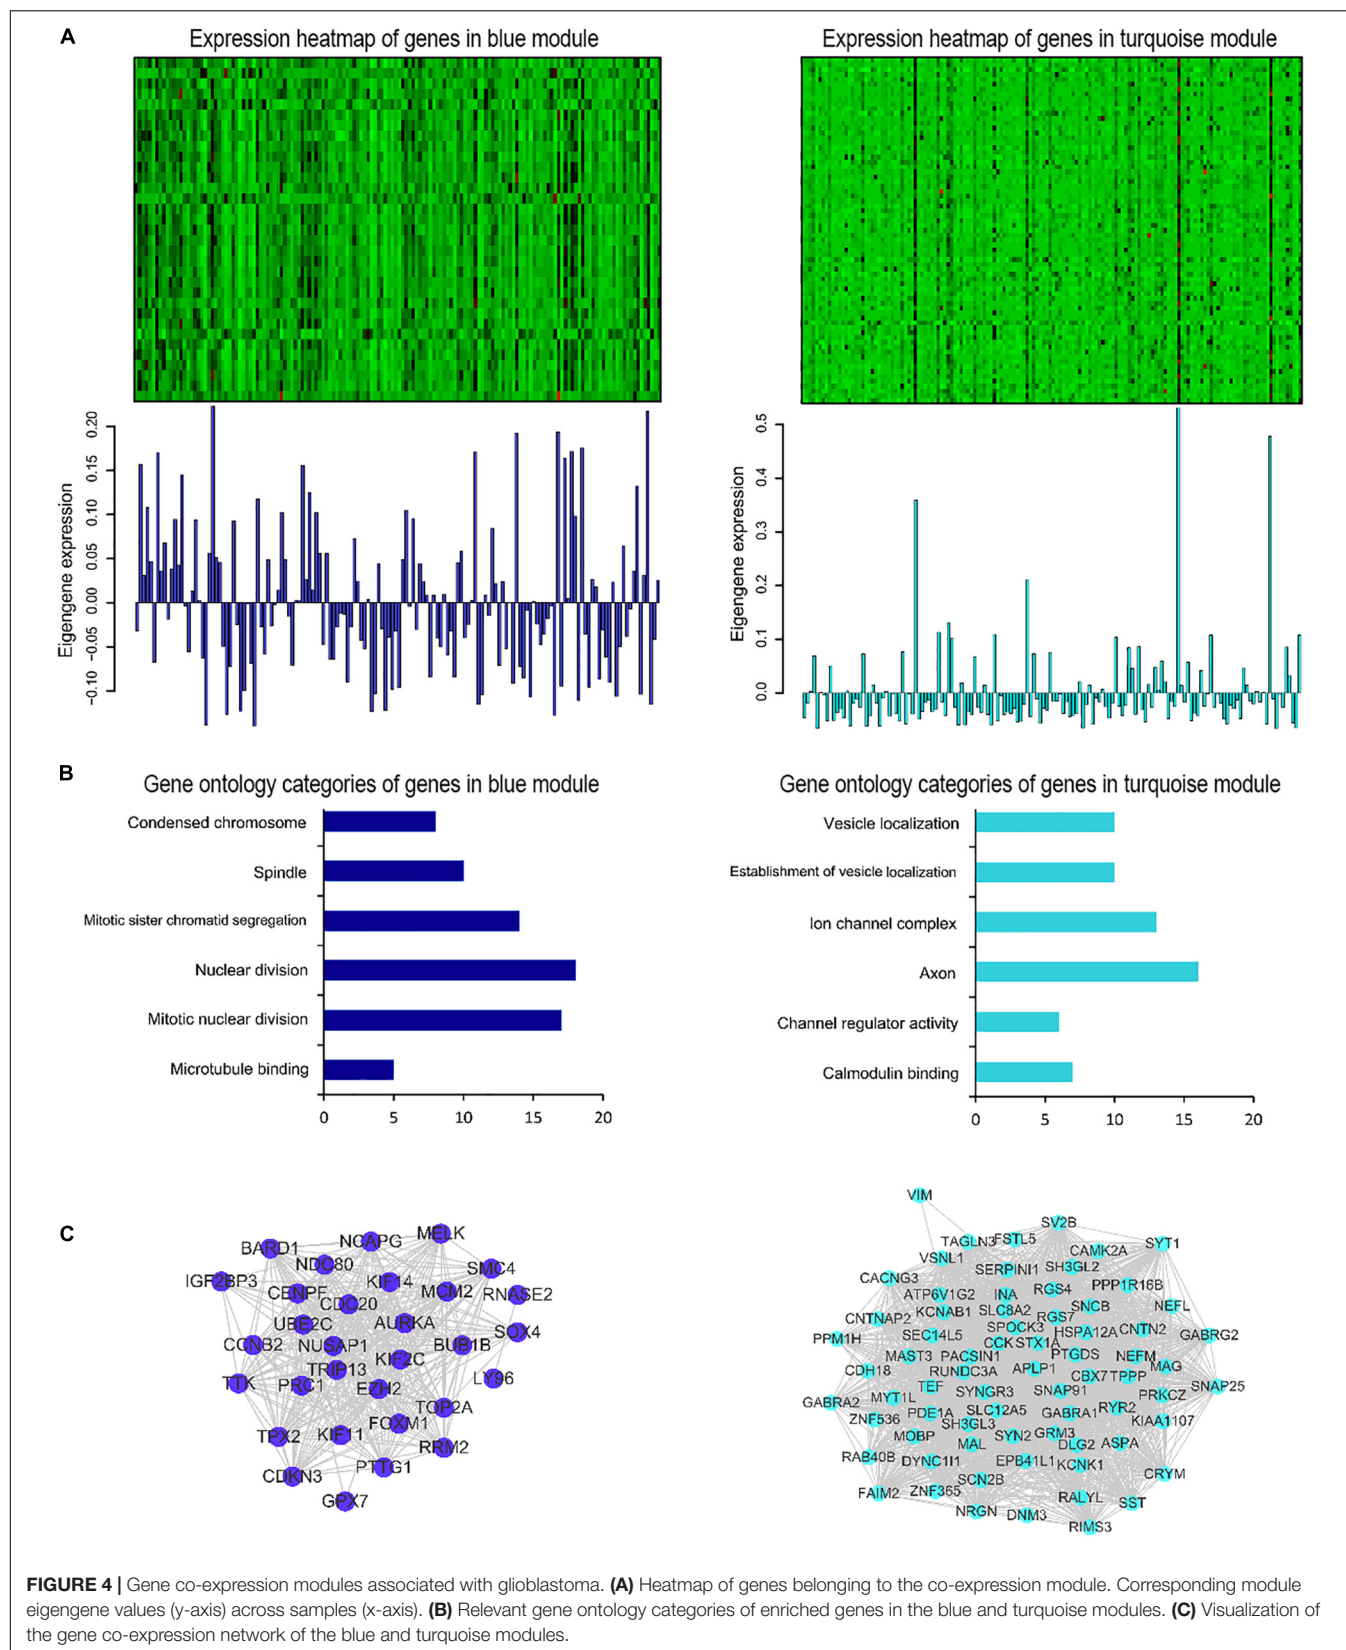 A
Expression heatmap of genes in blue module
Expression heatmap of genes in turquoise module
Eigengene expression
0.20
0.15
0.10
0.05
0.00
−0.05
−0.10
Eigengene expression
0.5
0.4
0.3
0.2
0.1
0.0
B
Gene ontology categories of genes in blue module
Condensed chromosome
Spindle
Mitotic sister chromatid segregation
Nuclear division
Mitotic nuclear division
Microtubule binding
0 5 10 15 20
Gene ontology categories of genes in turquoise module
Vesicle localization
Establishment of vesicle localization
Ion channel complex
Axon
Channel regulator activity
Calmodulin binding
0 5 10 15 20
C
MELK
NCAPG
BARD1
NDC80
SMC4
IGF2BP3
KIF14
CENPF
MCM2
RNASE2
CDC20
UBE2C
AURKA
SOX4
CCNB2
NUSAP1
BUB1B
KIF2C
TRIP13
LY96
TTK
PRC1
EZH2
TOP2A
FOXM1
TPX2
KIF11
RRM2
CDKN3
PTTG1
GPX7
VIM
SV2B
TAGLN3
FSTL5
SYT1
VSNL1
CAMK2A
SERPINI1
SH3GL2
CACNG3
PPP1R16B
ATP6V1G2
INA
RGS4
KCNAB1
SLC8A2
SNCB
NEFL
CNTNAP2
RGS7
SPOCK3
HSPA12A
CNTN2
PPM1H
SEC14L5
GABRG2
CCK
STX1A
MAST3
PACSIN1
PTGDS
NEFM
CDH18
RUNDC3A
APLP1
MAG
CBX7
TPPP
TEF
SNAP25
MYT1L
SYNGR3
SNAP91
PRKCZ
GABRA2
PDE1A
SLC12A5
GABRA1
RYR2
ZNF536
SH3GL3
KIAA1107
MOBP
SYN2
GRM3
MAL
DLG2
ASPA
RAB40B
DYNC1I1
EPB41L1
KCNK1
CRYM
SCN2B
FAIM2
ZNF365
RALYL
SST
NRGN
DNM3
RIMS3
FIGURE 4 | Gene co-expression modules associated with glioblastoma. (A) Heatmap of genes belonging to the co-expression module. Corresponding module
eigengene values (y-axis) across samples (x-axis). (B) Relevant gene ontology categories of enriched genes in the blue and turquoise modules. (C) Visualization of
the gene co-expression network of the blue and turquoise modules.